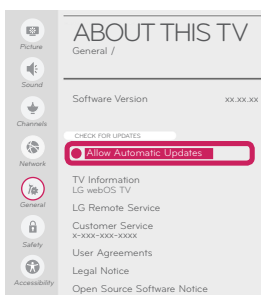 ABOUT THIS TV
General /
Picture
Sound
Channels
Network
General
Safety
Accessibility
Software Version xx.xx.xx
CHECK FOR UPDATES
Allow Automatic Updates
TV Information
LG webOS TV
LG Remote Service
Customer Service
x-xxx-xxx-xxxx
User Agreements
Legal Notice
Open Source Software Notice